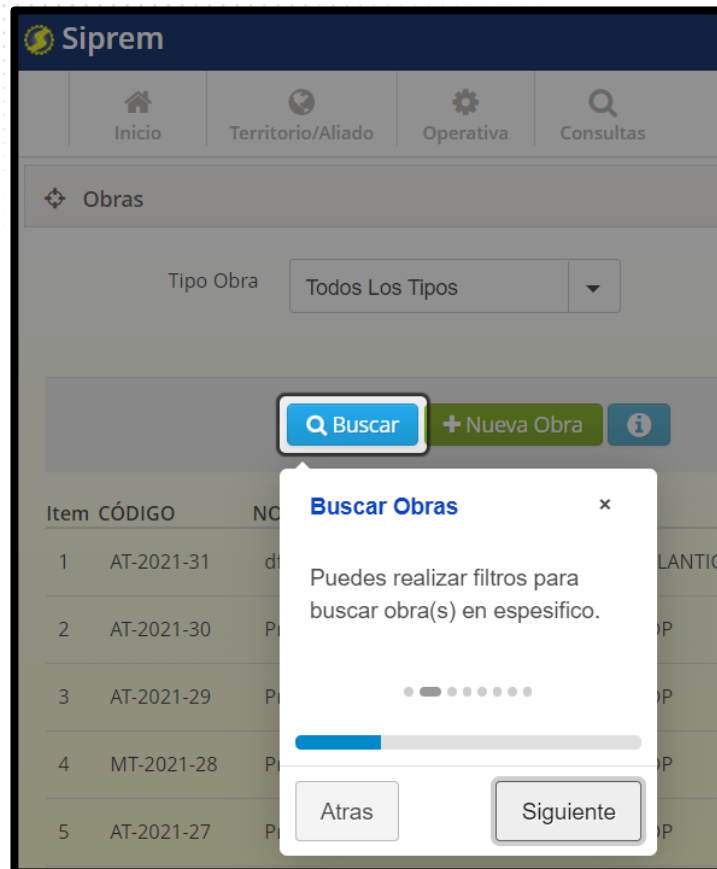 Siprem
Inicio Territorio/Aliado Operativa Consultas
Obras
Tipo Obra Todos Los Tipos
Buscar Nueva Obra
Item CÓDIGO
Buscar Obras ×
1 AT-2021-31
Puedes realizar filtros para
buscar obra(s) en espesifico.
2 AT-2021-30
3 AT-2021-29
4 MT-2021-28
Atras Siguiente
5 AT-2021-27